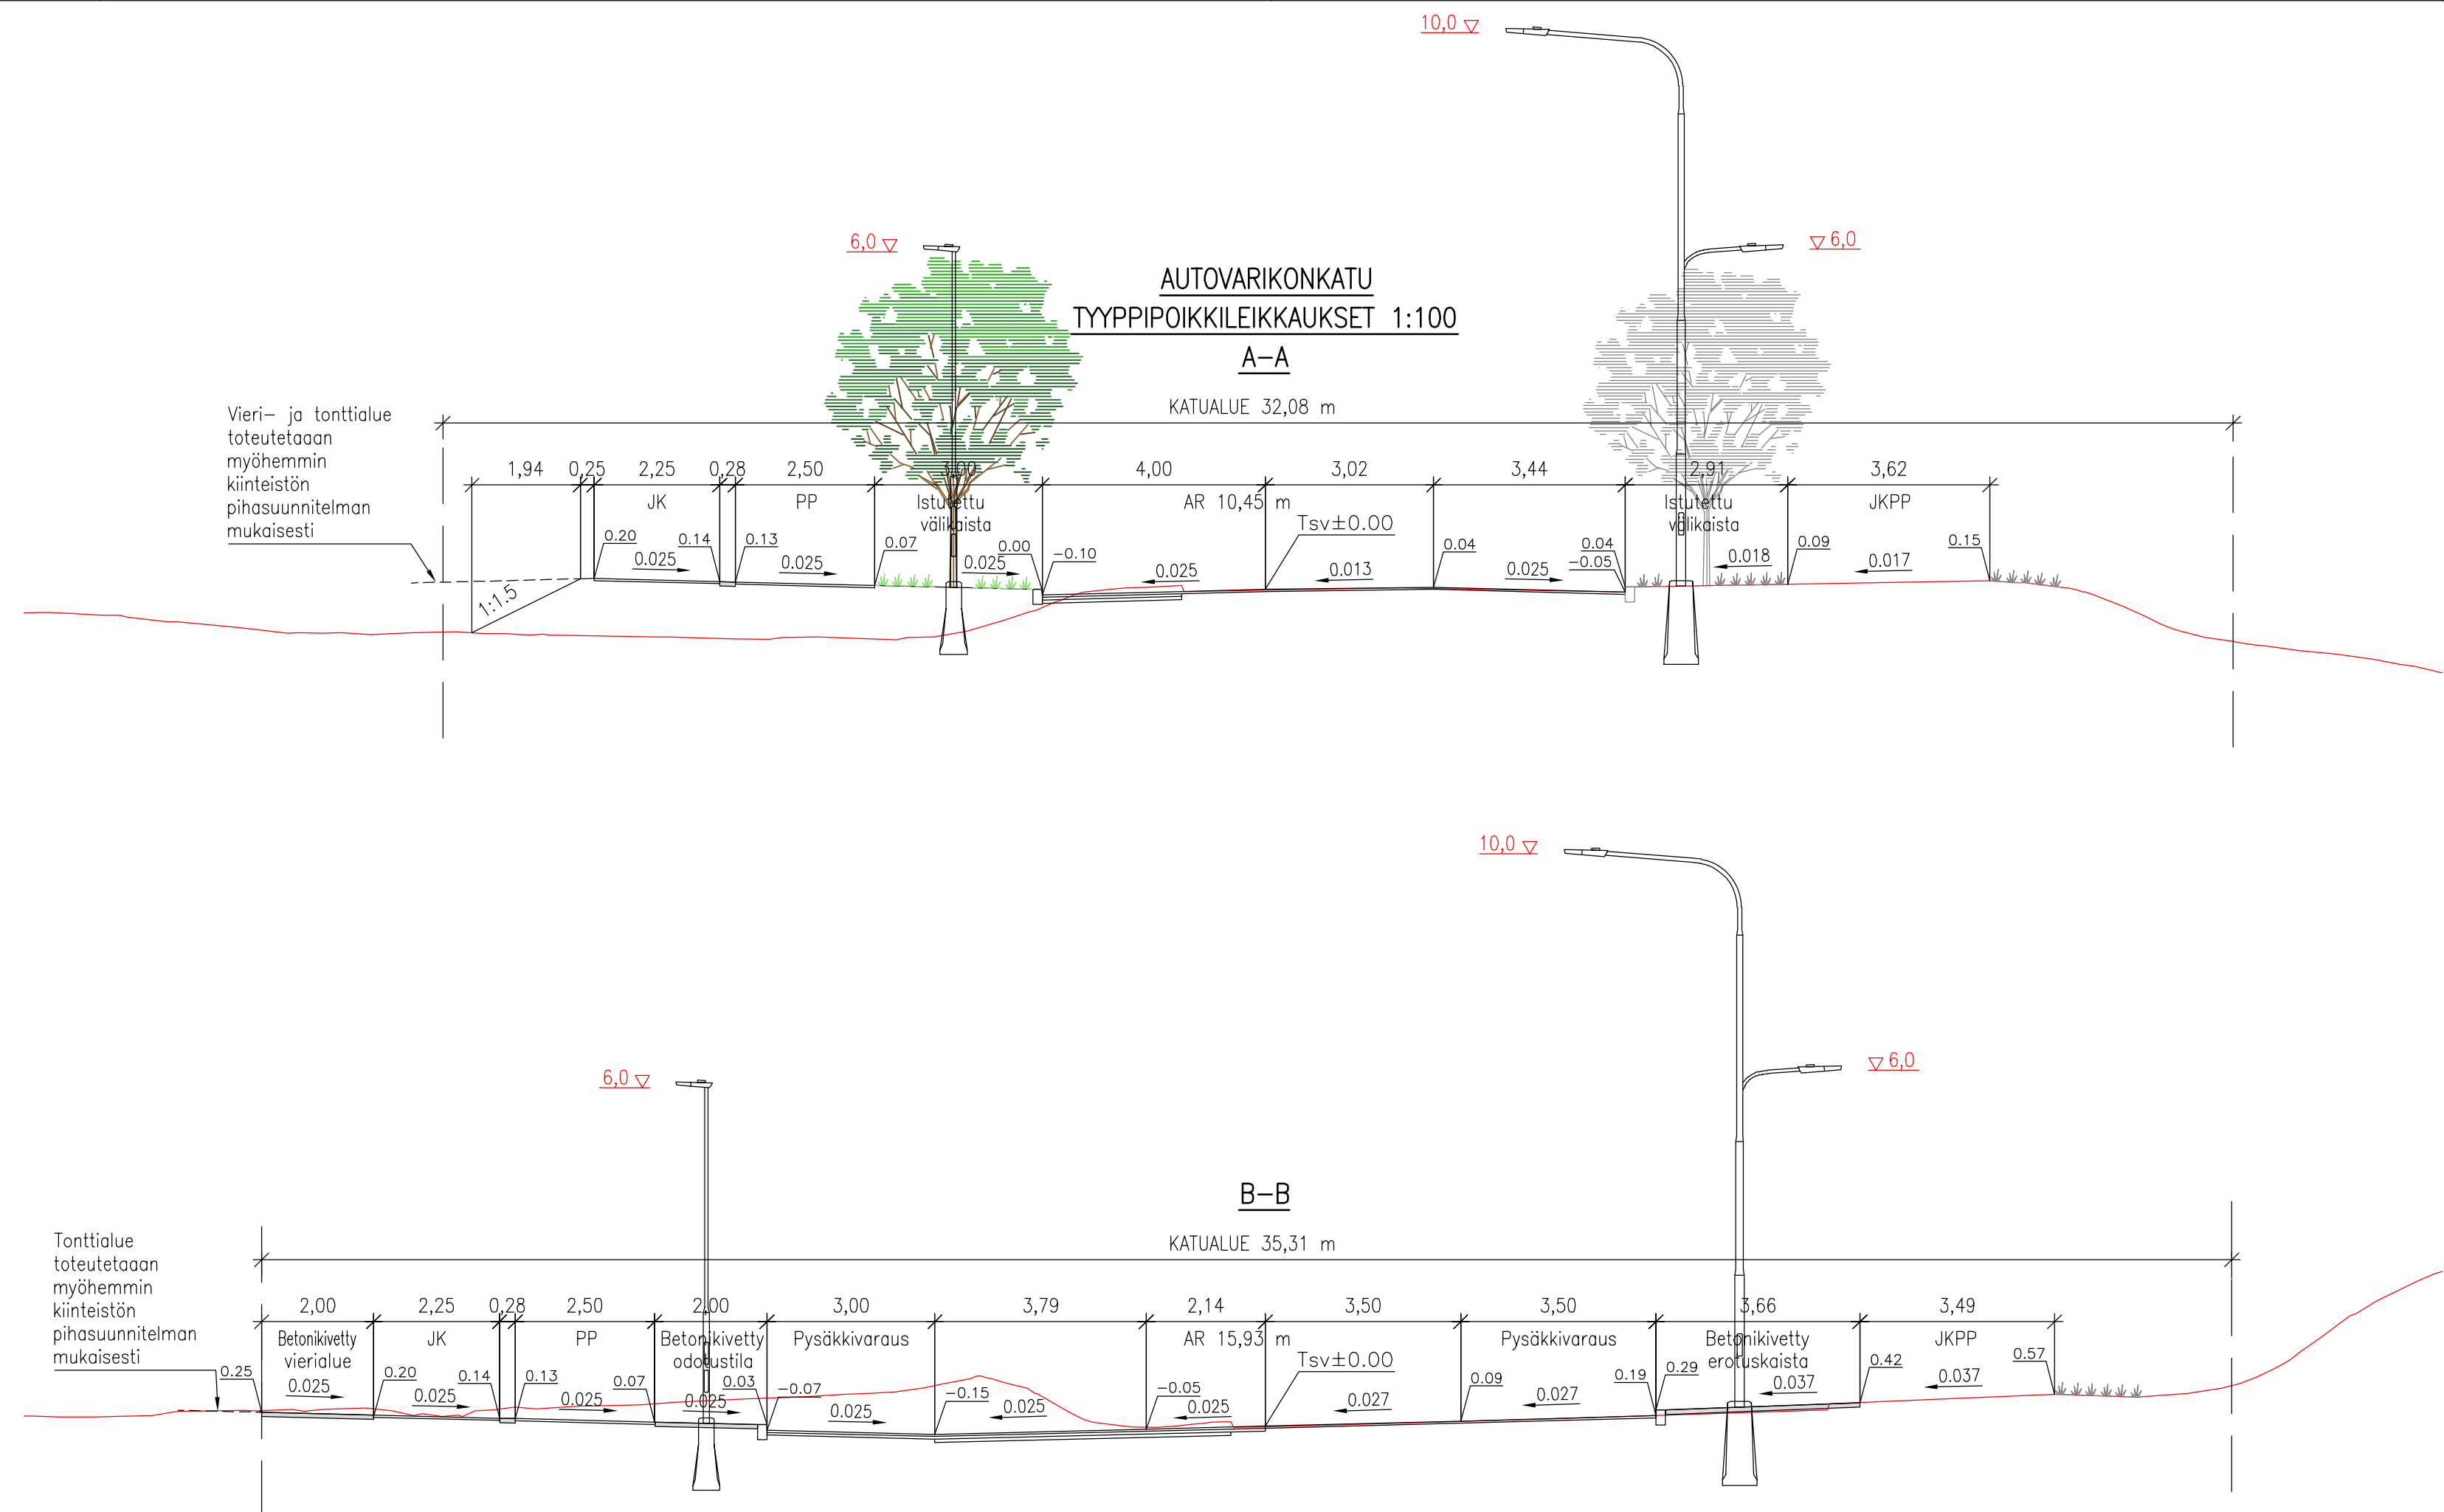 10,0
6,0
6,0
AUTOVARIKONKATU
TYYPPIPOIKKILEIKKAUKSET 1:100
A-A
KATUALUE 32,08 m
Vieri- ja tonttialue
toteutetaaan
myöhemmin
kiinteistön
pihasuunnitelman
mukaisesti
1,94 0,25 2,25 0,28 2,50 3,00 4,00 3,02 3,44 2,91 3,62
JK PP Istutettu AR 10,45 m Istutettu JKPP
välikaista välikaista
Tsv±0.00
0.20 0.14 0.13 0.07 0.00 -0.10 0.04 0.04 -0.05 0.09 0.15
0.025 0.025 0.025 0.025 0.013 0.025 0.018 0.017
1:1.5
10,0
6,0
6,0
B-B
KATUALUE 35,31 m
Tonttialue
toteutetaaan
myöhemmin
kiinteistön
pihasuunnitelman
mukaisesti
2,00 2,25 0,28 2,50 2,00 3,00 3,79 2,14 3,50 3,50 3,66 3,49
Betonikivetty JK PP Betonikivetty Pysäkkivaraus AR 15,93 m Pysäkkivaraus Betonikivetty JKPP
vierialue odotustila erotuskaista
Tsv±0.00
0.25 0.20 0.14 0.13 0.07 0.03 -0.07 -0.15 -0.05 0.09 0.19 0.29 0.42 0.57
0.025 0.025 0.025 0.025 0.025 0.025 0.025 0.027 0.027 0.037 0.037